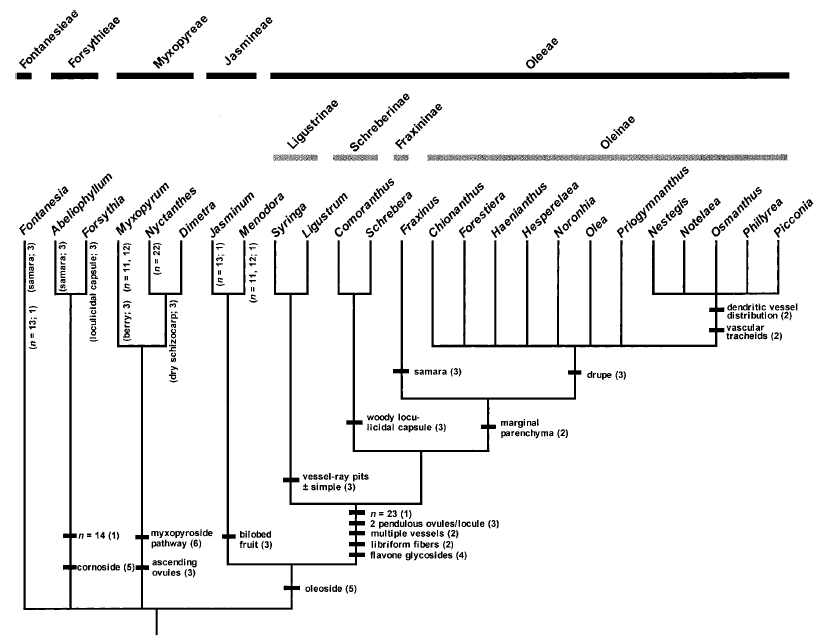 Fontanesieae
Forsythieae
Myxopyreae
Jasmineae
Oleeae
Ligustrinae
Schreberinae
Fraxininae
Oleinae
Fontanesia
Abeliophyllum
Forsythia
Myxopyrum
Nyctanthes
Dimetra
Jasminum
Menodora
Syringa
Ligustrum
Comoranthus
Schrebera
Fraxinus
Chionanthus
Forestiera
Haenianthus
Hesperelaea
Noronhia
Olea
Priogymnanthus
Nestegis
Notelaea
Osmanthus
Phillyrea
Picconia
(n = 13; 1) (samara; 3)
(samara; 3)
(loculicidal capsule; 3)
(berry; 3) (n = 11, 12)
(n = 22)
(dry schizocarp; 3)
(n = 13; 1)
(n = 11, 12; 1)
dendritic vessel
distribution (2)
vascular
tracheids (2)
samara (3)
drupe (3)
woody locu-
licidal capsule (3)
marginal
parenchyma (2)
vessel-ray pits
± simple (3)
n = 23 (1)
2 pendulous ovules/locule (3)
multiple vessels (2)
libriform fibers (2)
flavone glycosides (4)
n = 14 (1)
cornoside (5)
myxopyroside
pathway (6)
ascending
ovules (3)
bilobed
fruit (3)
oleoside (5)